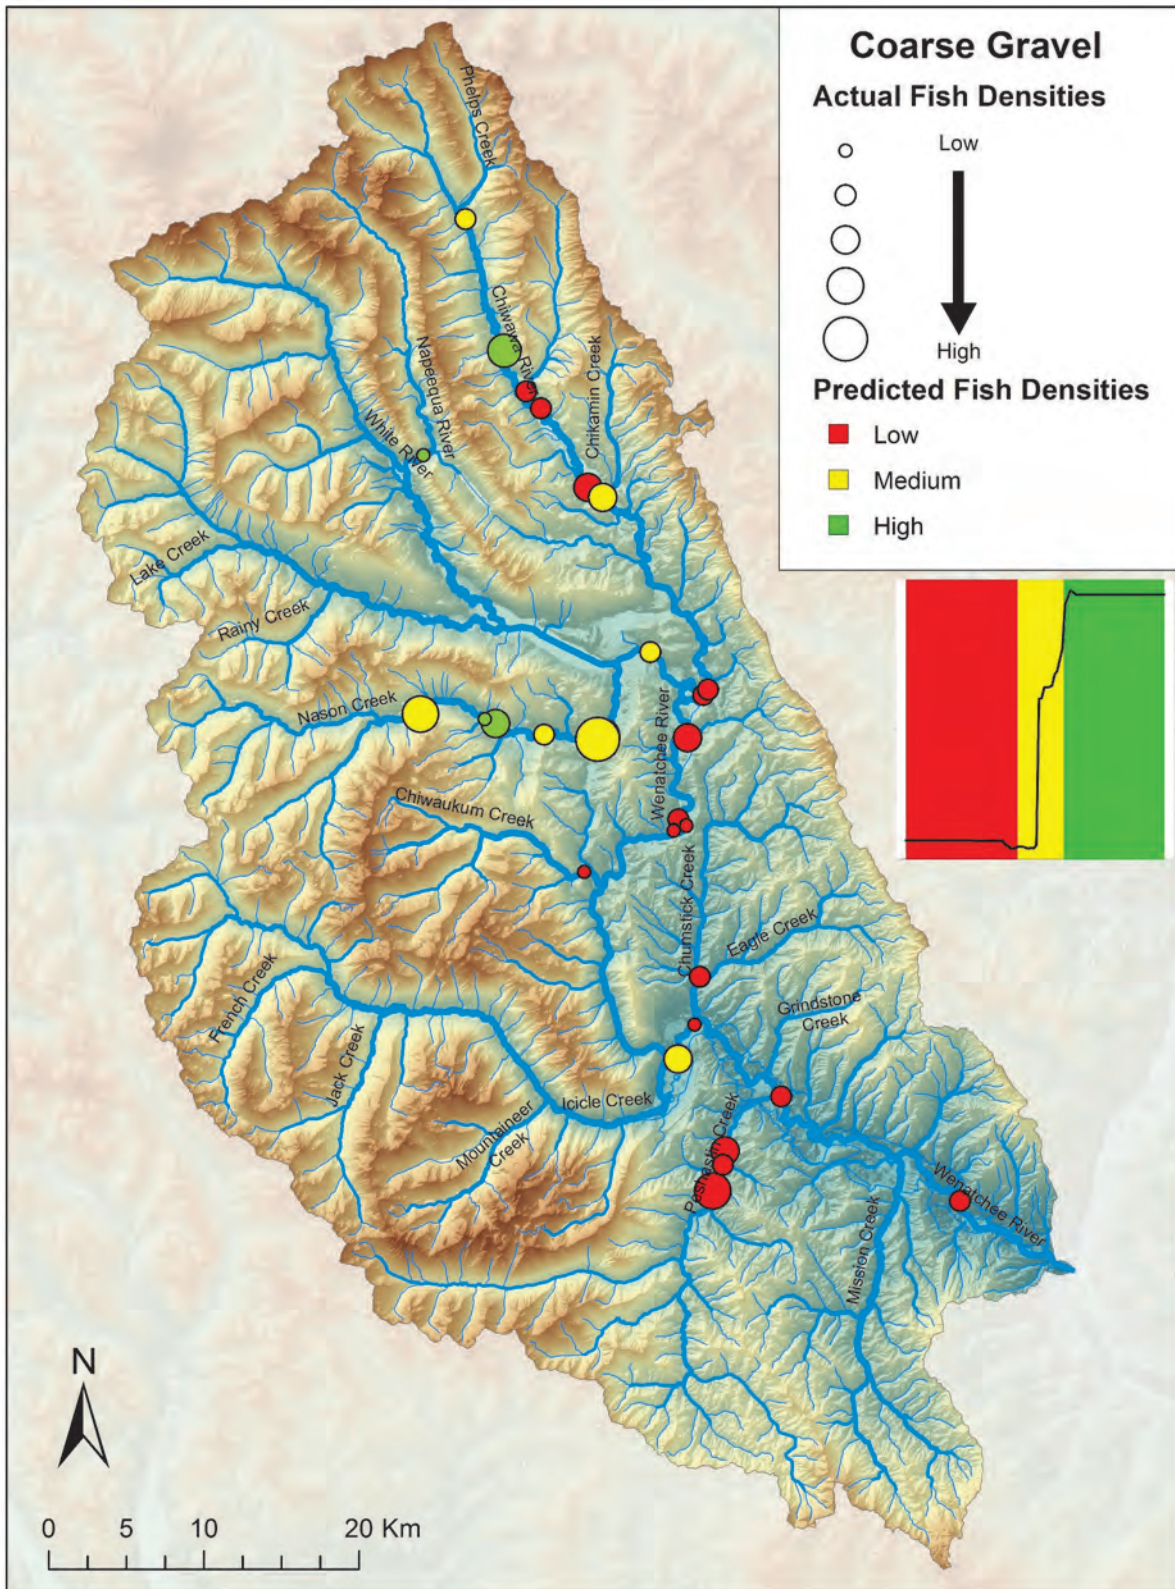 Coarse Gravel
Actual Fish Densities
Low
High
Predicted Fish Densities
Low
Medium
High
Phelps Creek
Chiwawa River
Napeequa River
Chikamin Creek
White River
Lake Creek
Rainy Creek
Nason Creek
Wenatchee River
Chiwaukum Creek
Chumstick Creek
Eagle Creek
Grindstone
Creek
French Creek
Jack Creek
Icicle Creek
Mountaineer
Creek
Peshastin Creek
Wenatchee River
Mission Creek
N
0 5 10 20 Km